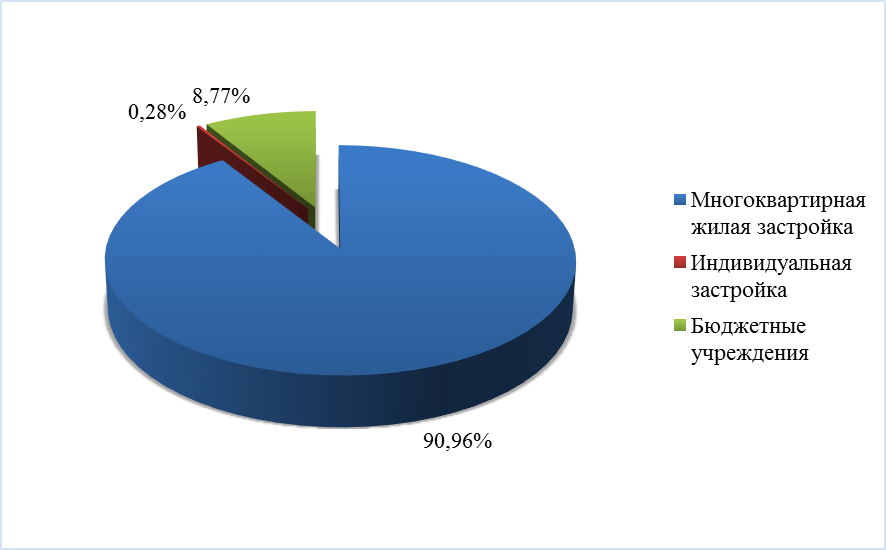 8,77%
0,28%
90,96%
Многоквартирная
жилая застройка
Индивидуальная
застройка
Бюджетные
учреждения